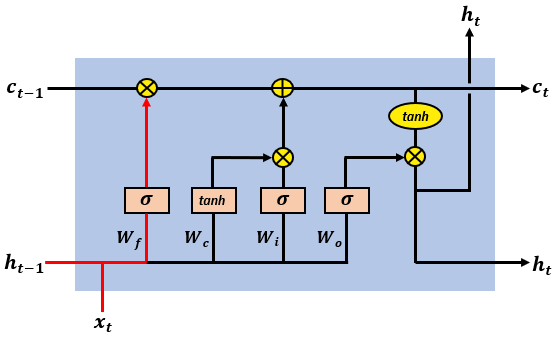 h_t
c_{t-1}
c_t
tanh
σ
tanh
σ
σ
W_f
W_c
W_i
W_o
h_{t-1}
h_t
x_t